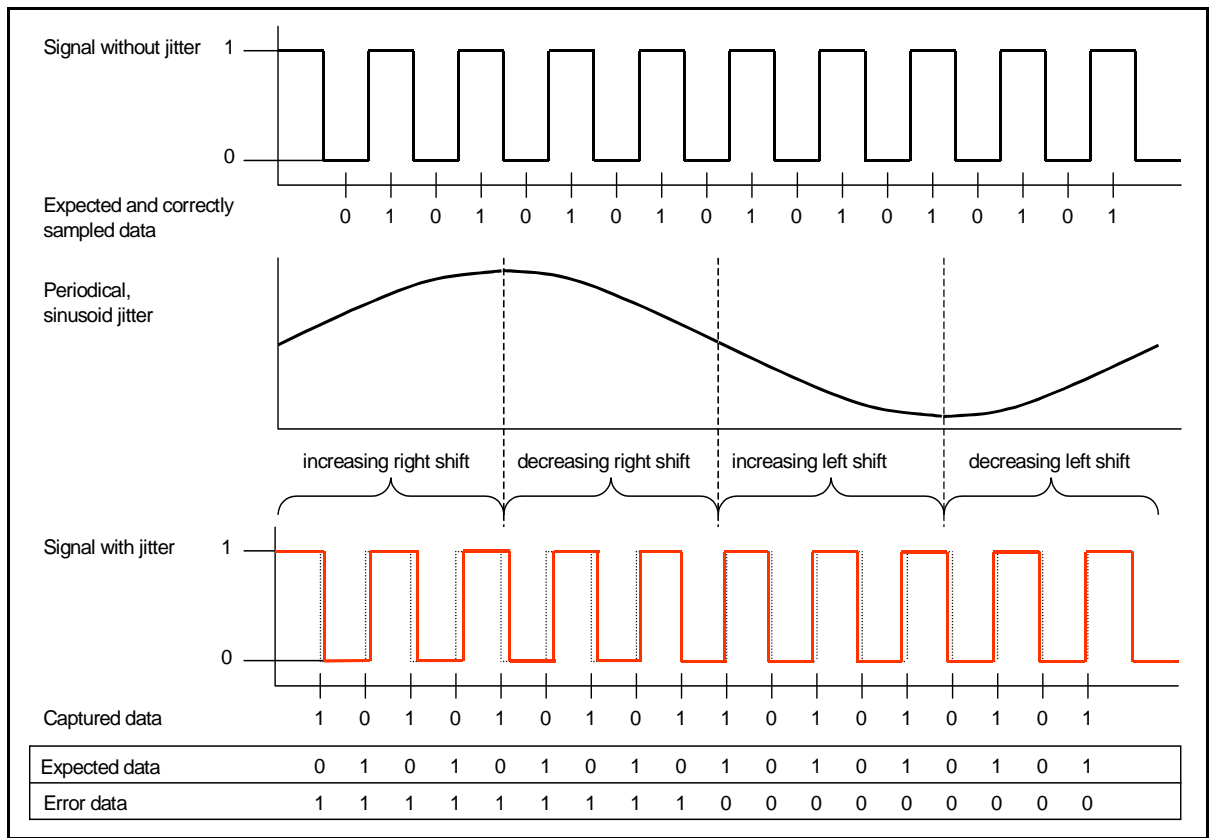 Signal without jitter 1
0
Expected and correctly
sampled data
0 1 0 1 0 1 0 1 0 1 0 1 0 1 0 1 0 1
Periodical,
sinusoid jitter
increasing right shift decreasing right shift increasing left shift decreasing left shift
Signal with jitter 1
0
Captured data 1 0 1 0 1 0 1 0 1 1 0 1 0 1 0 1 0 1
Expected data 0 1 0 1 0 1 0 1 0 1 0 1 0 1 0 1 0 1
Error data 1 1 1 1 1 1 1 1 1 0 0 0 0 0 0 0 0 0